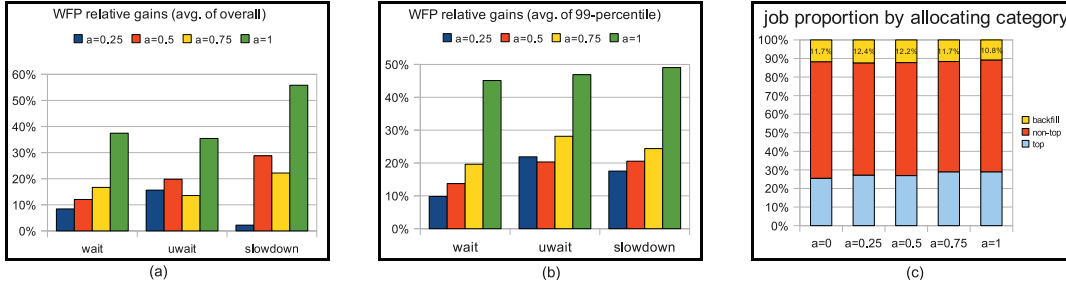 WFP relative gains (avg. of overall)
a=0.25 a=0.5 a=0.75 a=1
60%
50%
40%
30%
20%
10%
0%
wait uwait slowdown
(a)
WFP relative gains (avg. of 99-percentile)
a=0.25 a=0.5 a=0.75 a=1
50%
40%
30%
20%
10%
0%
wait uwait slowdown
(b)
job proportion by allocating category
100%
90%
80%
70%
60%
50%
40%
30%
20%
10%
0%
11.7% 12.4% 12.2% 11.7% 10.8%
backfill
non-top
top
a=0 a=0.25 a=0.5 a=0.75 a=1
(c)